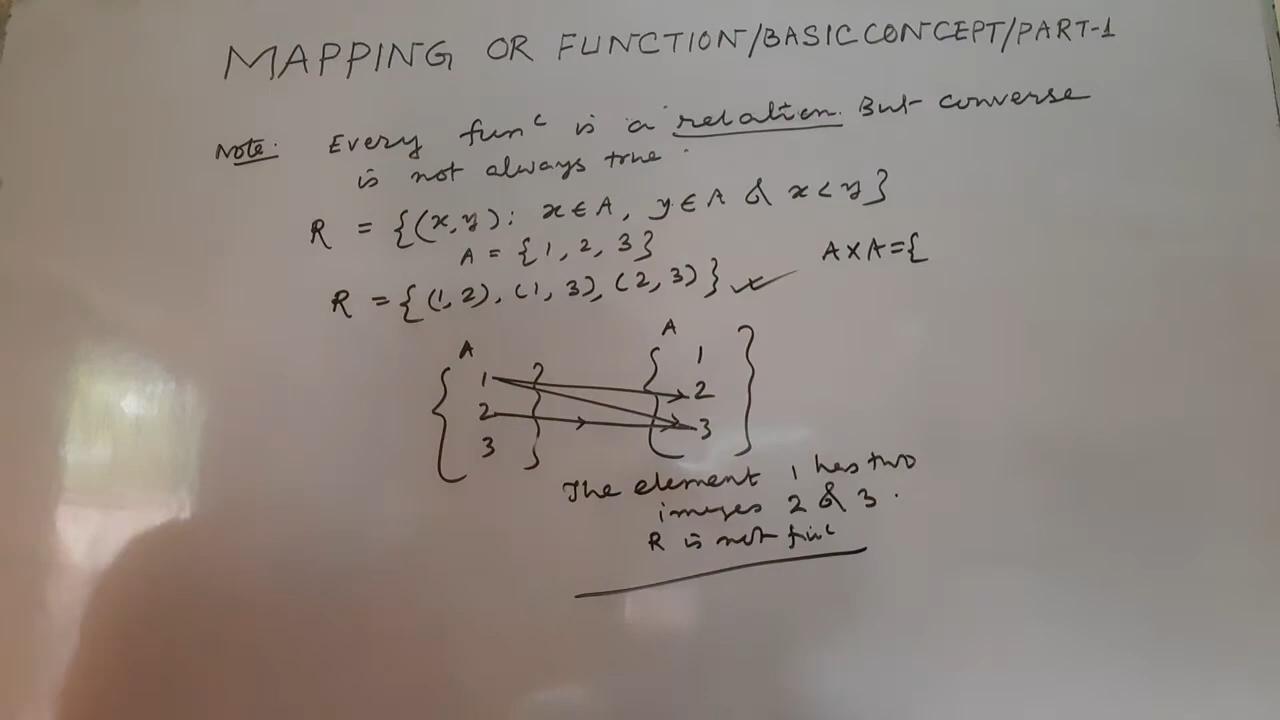 MAPPING OR FUNCTION/BASIC CONCEPT/PART-1
Note: Every funᶜ is a relation. But converse
is not always true.
R = {(x,y): x ∈ A, y ∈ A & x < y}
A = {1, 2, 3}
A × A = {
R = {(1, 2), (1, 3), (2, 3)}
A
A
1
2
3
1
2
3
The element 1 has two
images 2 & 3.
R is not funᶜ